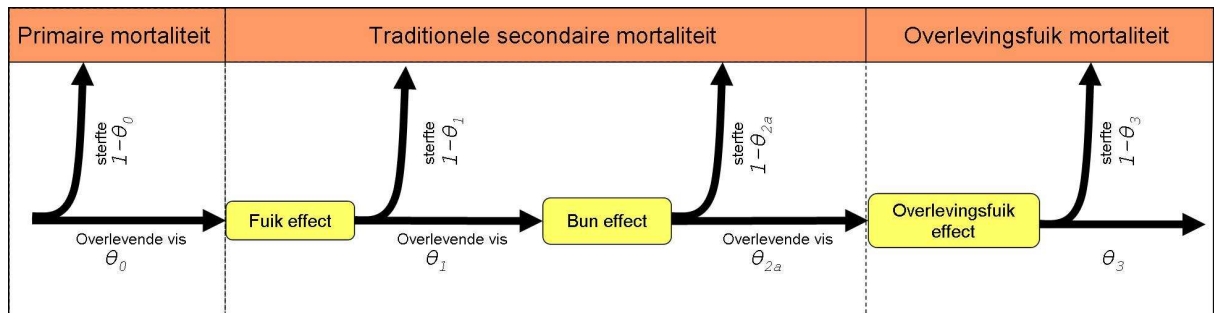 Primaire mortaliteit
Traditionele secondaire mortaliteit
Overlevingsfuik mortaliteit
sterfte
1-θ0
sterfte
1-θ1
sterfte
1-θ2a
sterfte
1-θ3
Fuik effect
Bun effect
Overlevingsfuik
effect
Overlevende vis
θ0
Overlevende vis
θ1
Overlevende vis
θ2a
θ3